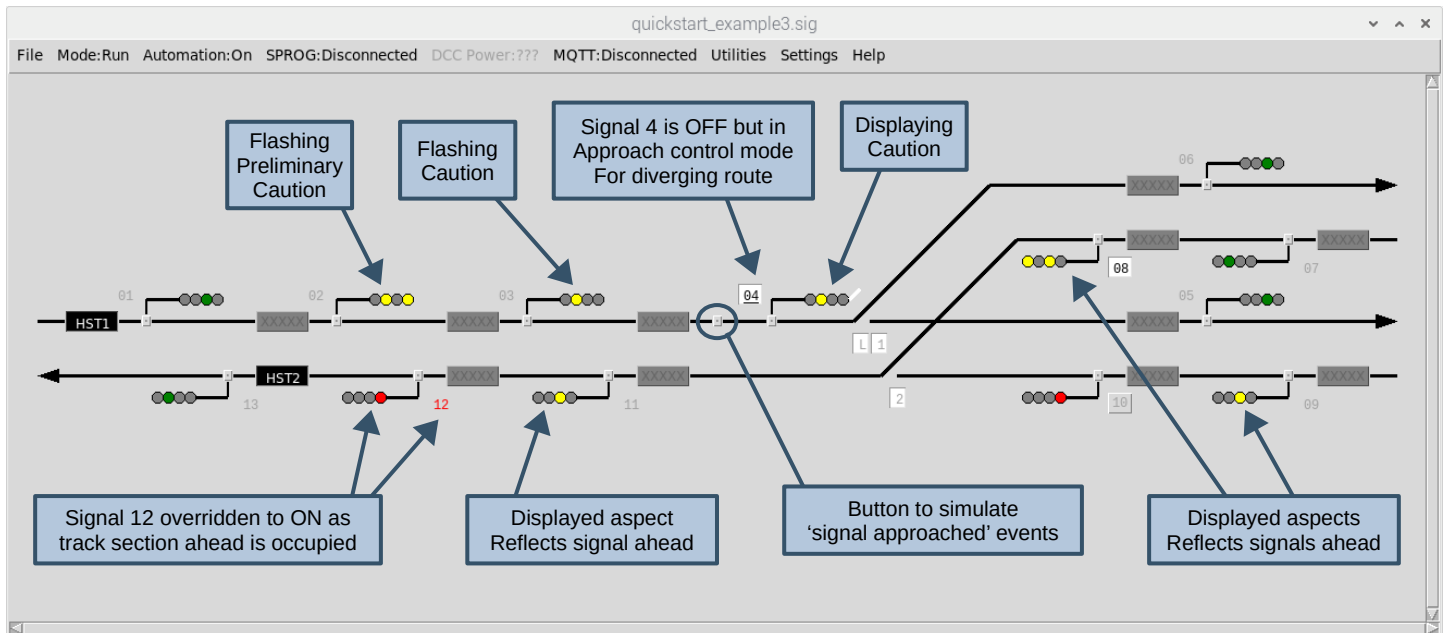 quickstart_example3.sig
File Mode:Run Automation:On SPROG:Disconnected DCC Power:??? MQTT:Disconnected Utilities Settings Help
Flashing
Preliminary
Caution
Flashing
Caution
Signal 4 is OFF but in
Approach control mode
For diverging route
Displaying
Caution
06
XXXXX
XXXXX
XXXXX
08
07
01
02
03
04
05
HST1
XXXXX
XXXXX
XXXXX
XXXXX
L 1
HST2
XXXXX
XXXXX
XXXXX
XXXXX
13
12
11
2
10
09
Signal 12 overridden to ON as
track section ahead is occupied
Displayed aspect
Reflects signal ahead
Button to simulate
‘signal approached’ events
Displayed aspects
Reflects signals ahead